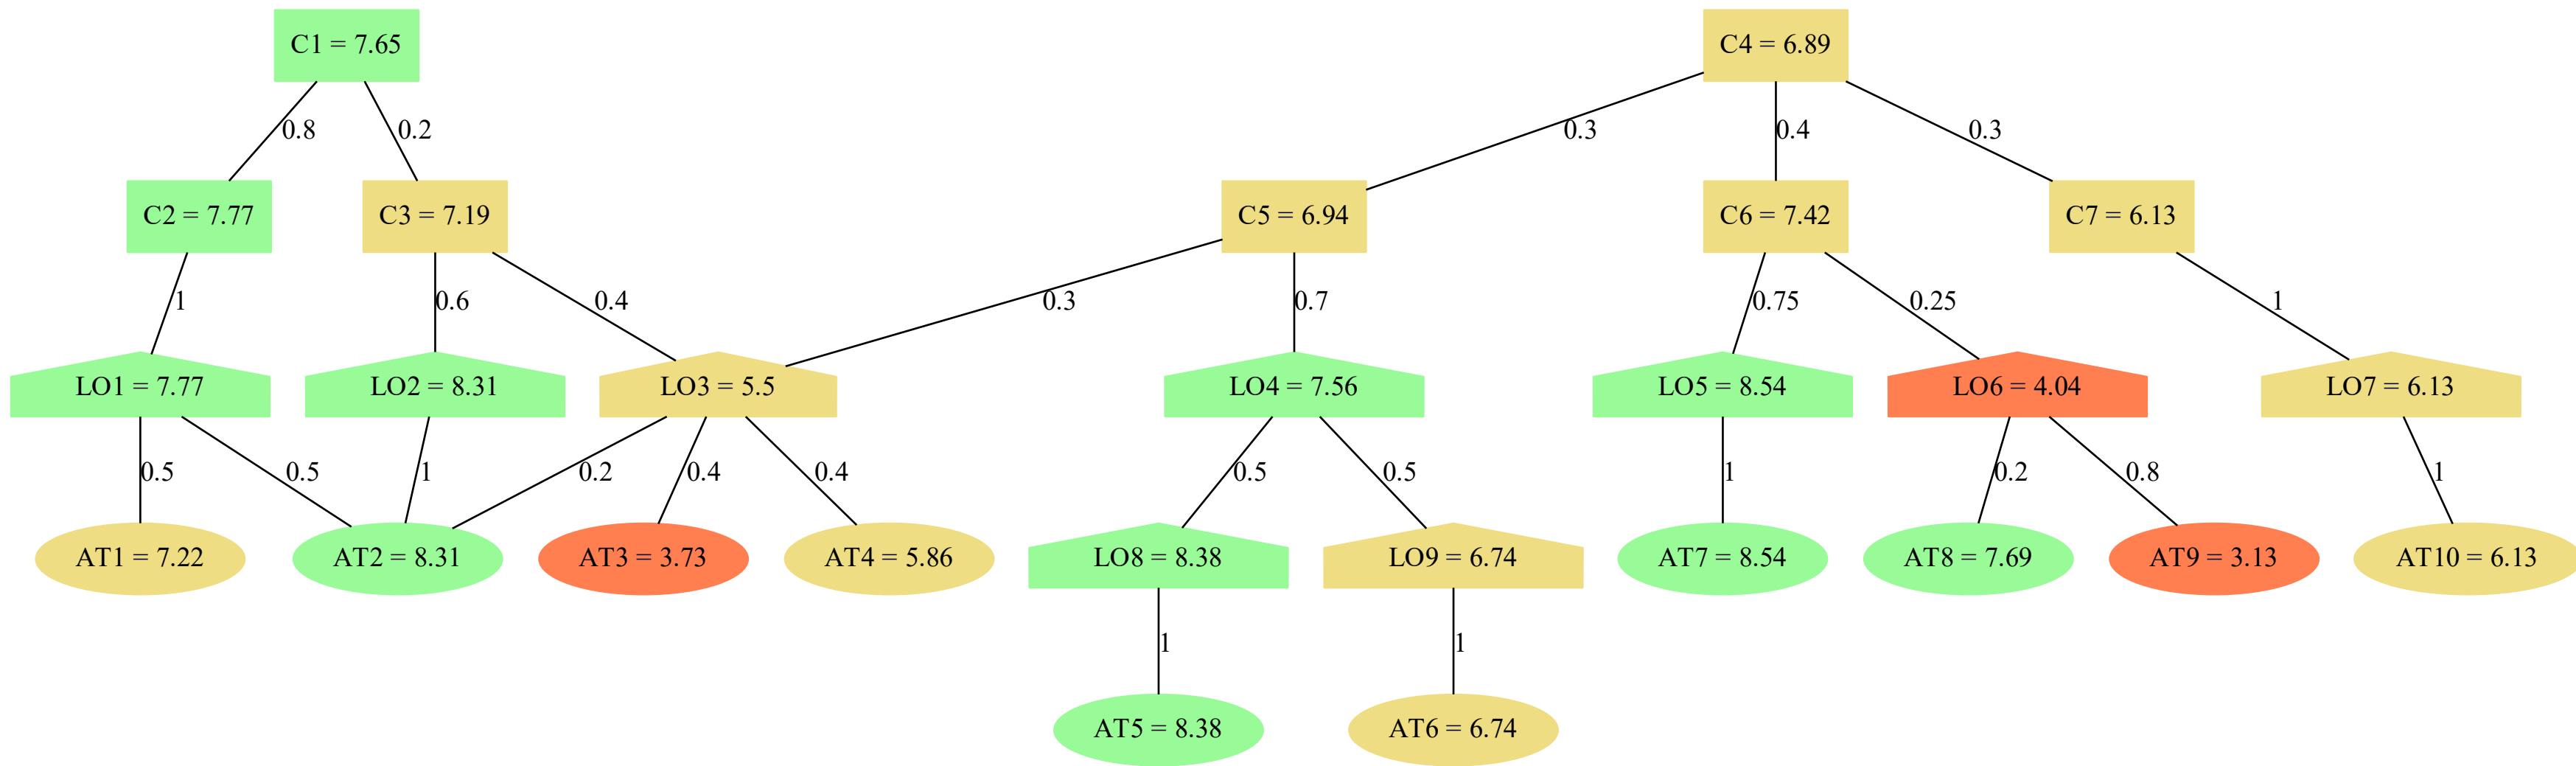 C1 = 7.65
C4 = 6.89
0.8
0.2
0.3
0.4
0.3
C2 = 7.77
C3 = 7.19
C5 = 6.94
C6 = 7.42
C7 = 6.13
1
0.6
0.4
0.3
0.7
0.75
0.25
1
LO1 = 7.77
LO2 = 8.31
LO3 = 5.5
LO4 = 7.56
LO5 = 8.54
LO6 = 4.04
LO7 = 6.13
0.5
0.5
1
0.2
0.4
0.4
0.5
0.5
1
0.2
0.8
1
AT1 = 7.22
AT2 = 8.31
AT3 = 3.73
AT4 = 5.86
LO8 = 8.38
LO9 = 6.74
AT7 = 8.54
AT8 = 7.69
AT9 = 3.13
AT10 = 6.13
1
1
AT5 = 8.38
AT6 = 6.74